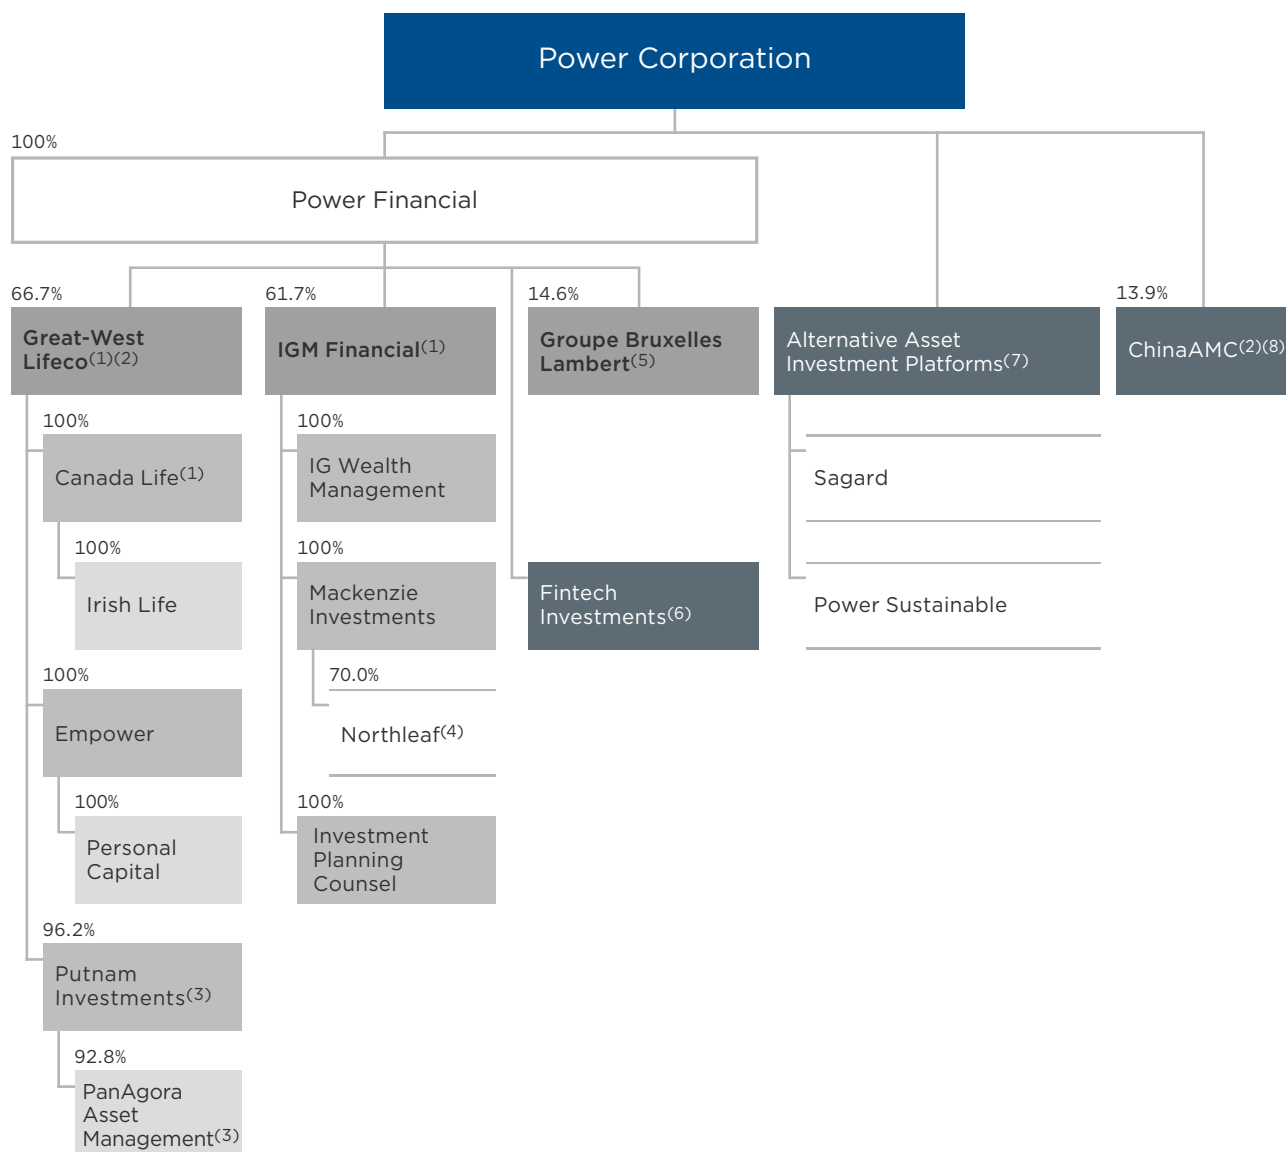 Power Corporation
100%
Power Financial
66.7%
Great-West
Lifeco(1)(2)
100%
Canada Life(1)
100%
Irish Life
100%
Empower
100%
Personal
Capital
96.2%
Putnam
Investments(3)
92.8%
PanAgora
Asset
Management(3)
61.7%
IGM Financial(1)
100%
IG Wealth
Management
100%
Mackenzie
Investments
70.0%
Northleaf(4)
100%
Investment
Planning
Counsel
14.6%
Groupe Bruxelles
Lambert(5)
Fintech
Investments(6)
Alternative Asset
Investment Platforms(7)
Sagard
Power Sustainable
13.9%
ChinaAMC(2)(8)